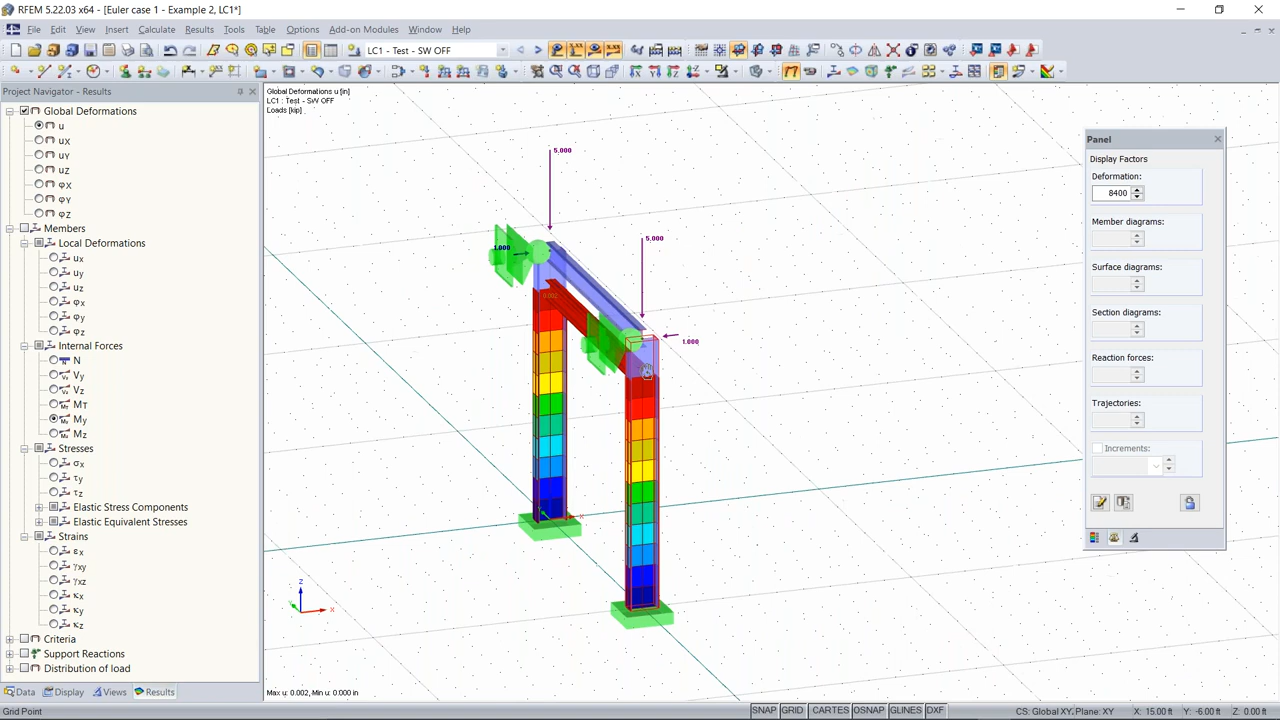 RFEM 5.22.03 x64 - [Euler case 1 - Example 2, LC1*]
File Edit View Insert Calculate Results Tools Table Options Add-on Modules Window Help
LC1 - Test - SW OFF
Project Navigator - Results
Global Deformations
u
uX
uY
uZ
φX
φY
φZ
Members
Local Deformations
ux
uy
uz
φx
φy
φz
Internal Forces
N
Vy
Vz
MT
My
Mz
Stresses
σx
τy
τz
Elastic Stress Components
Elastic Equivalent Stresses
Strains
εx
γxy
γxz
κx
κy
κz
Criteria
Support Reactions
Distribution of load
Data Display Views Results
Global Deformations u [in]
LC1 : Test - SW OFF
Loads [kip]
5.000
5.000
1.000
1.000
0.002
X
Z
X
Max u: 0.002, Min u: 0.000 in
Panel
Display Factors
Deformation:
8400
Member diagrams:
Surface diagrams:
Section diagrams:
Reaction forces:
Trajectories:
Increments:
Grid Point
SNAP GRID CARTES OSNAP GLINES DXF CS: Global XY, Plane: XY X: 15.00 ft Y: -6.00 ft Z: 0.00 ft